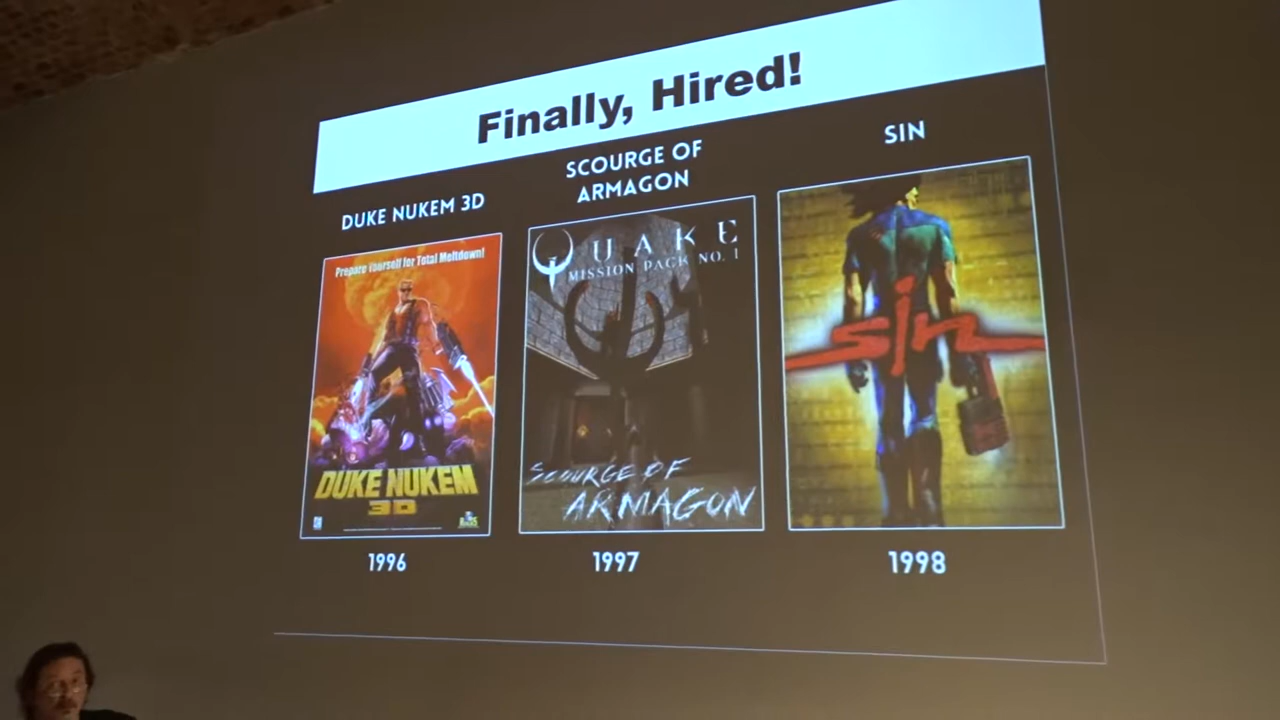 Finally, Hired!
DUKE NUKEM 3D
SCOURGE OF
ARMAGON
SIN
Prepare Yourself for Total Meltdown!
DUKE NUKEM
3D
QUAKE
MISSION PACK NO. 1
SCOURGE OF
ARMAGON
sin
1996
1997
1998